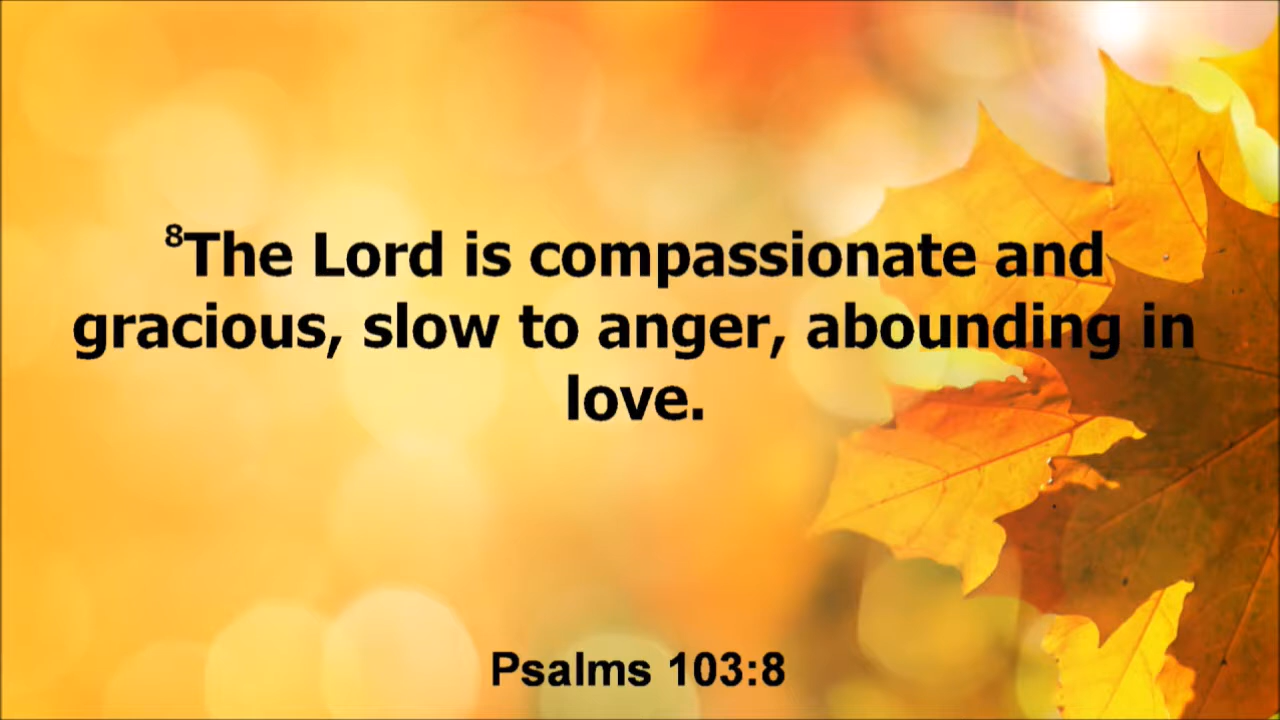 ⁸The Lord is compassionate and
gracious, slow to anger, abounding in
love.
Psalms 103:8